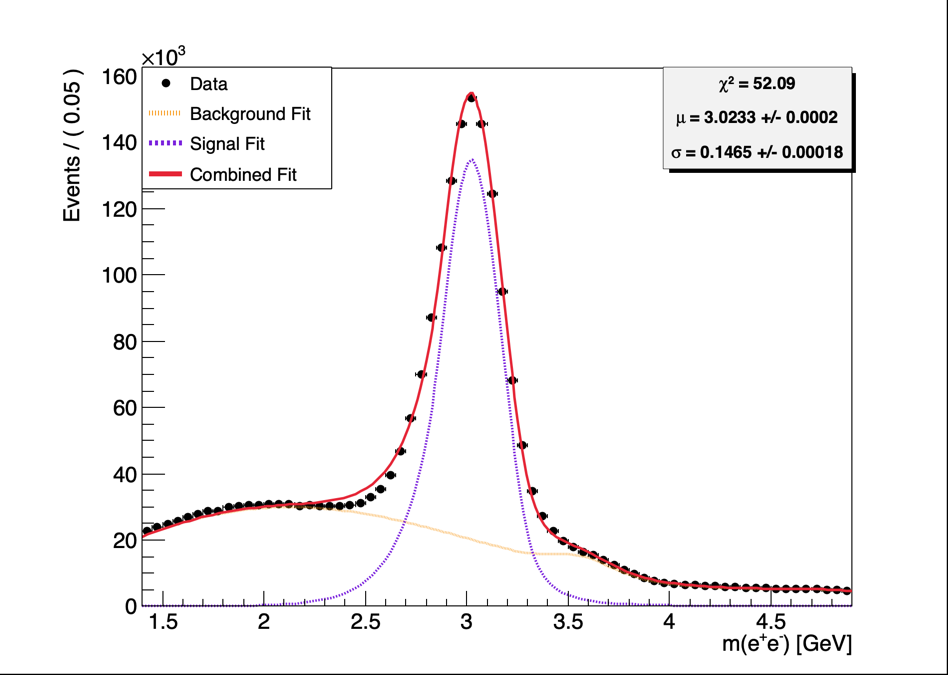 ×10³
160
140
120
100
80
60
40
20
0
Events / ( 0.05 )
Data
Background Fit
Signal Fit
Combined Fit
χ² = 52.09
μ = 3.0233 +/- 0.0002
σ = 0.1465 +/- 0.00018
1.5 2 2.5 3 3.5 4 4.5
m(e⁺e⁻) [GeV]